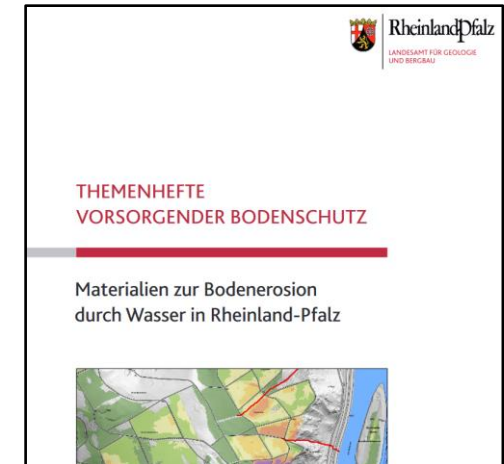 RheinlandPfalz
LANDESAMT FÜR GEOLOGIE
UND BERGBAU
THEMENHEFTE
VORSORGENDER BODENSCHUTZ
Materialien zur Bodenerosion
durch Wasser in Rheinland-Pfalz